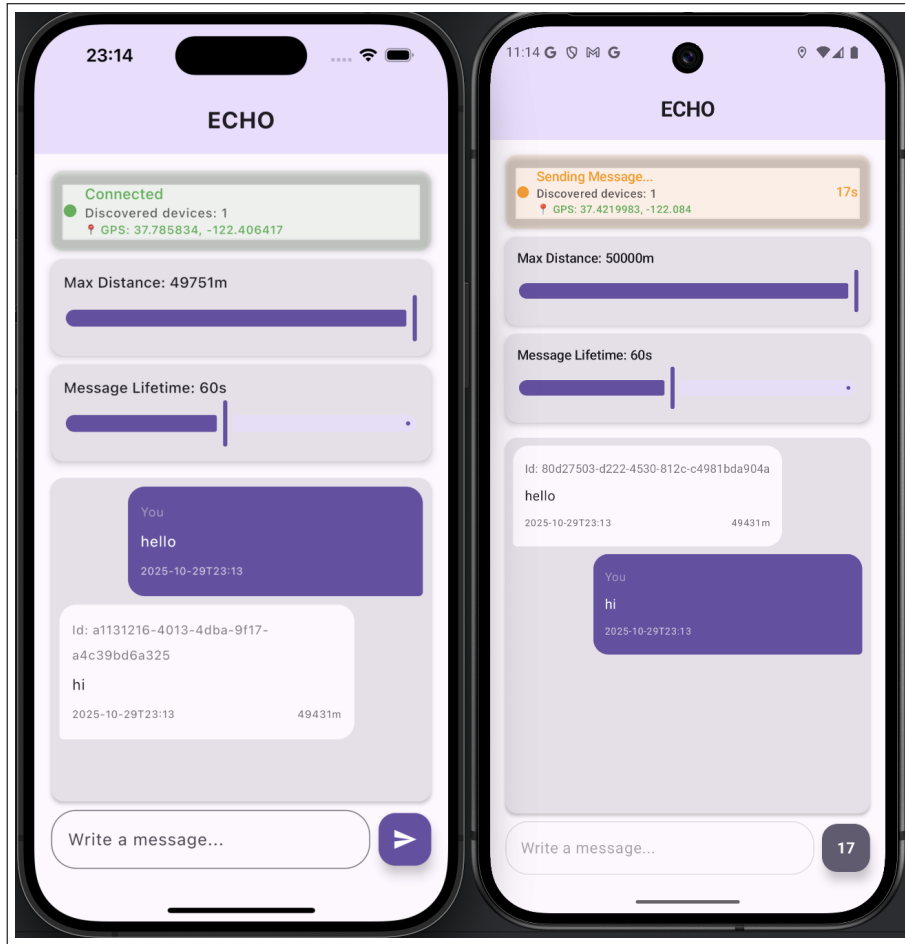 23:14
ECHO
Connected
Discovered devices: 1
📍 GPS: 37.785834, -122.406417
Max Distance: 49751m
Message Lifetime: 60s
You
hello
2025-10-29T23:13
Id: a1131216-4013-4dba-9f17-
a4c39bd6a325
hi
2025-10-29T23:13 49431m
Write a message...
11:14 G G
ECHO
Sending Message...
Discovered devices: 1
17s
📍 GPS: 37.4219983, -122.084
Max Distance: 50000m
Message Lifetime: 60s
Id: 80d27503-d222-4530-812c-c4981bda904a
hello
2025-10-29T23:13 49431m
You
hi
2025-10-29T23:13
Write a message...
17